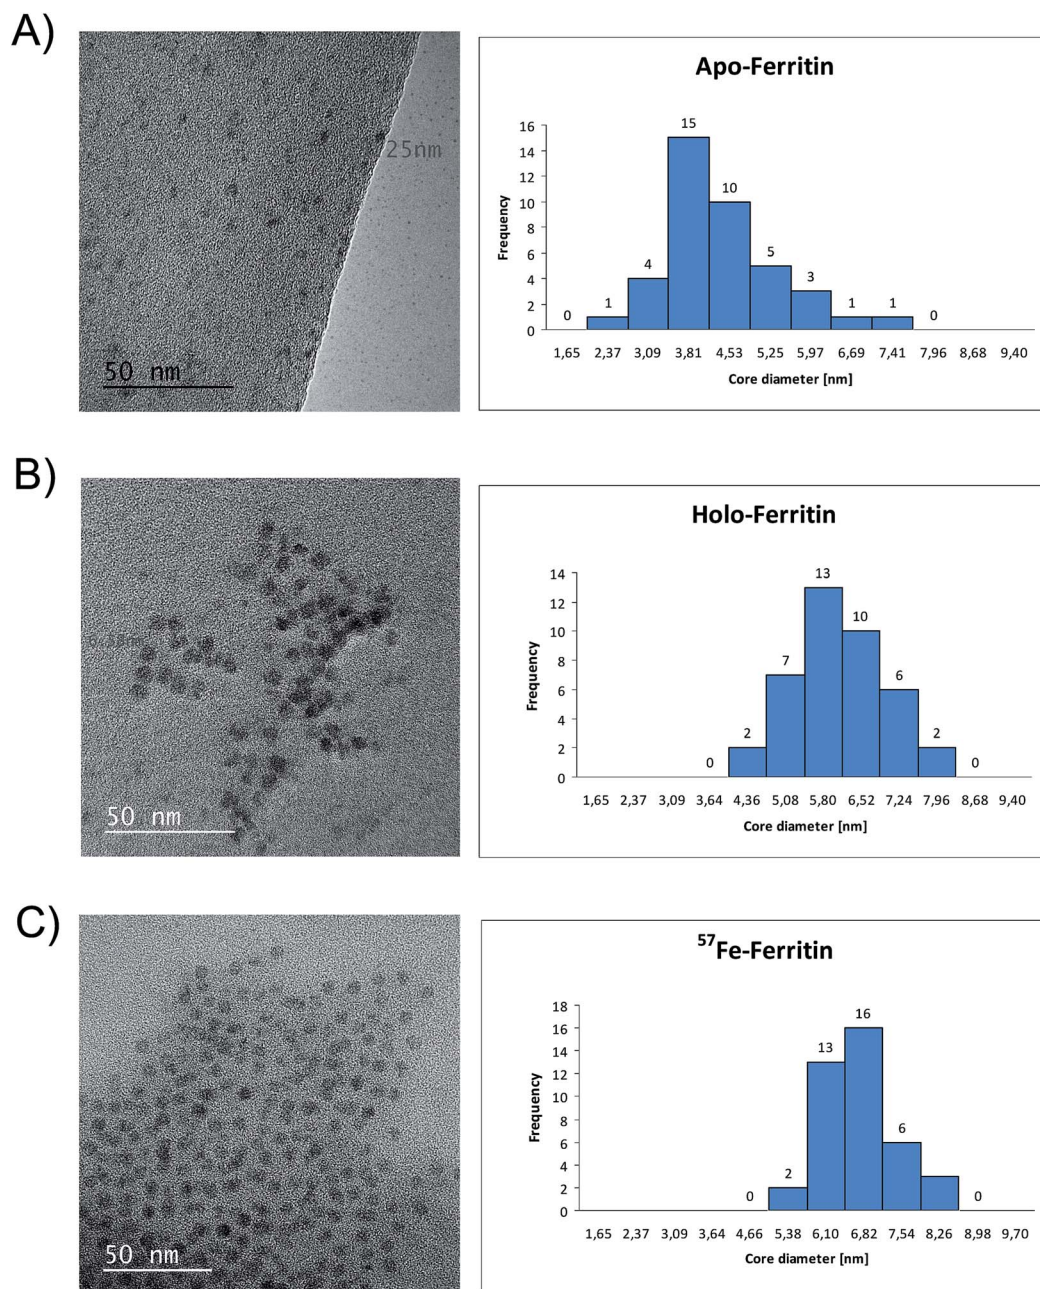 A)
25nm
50 nm
Apo-Ferritin
Frequency
16
14
12
10
8
6
4
2
0
0
1
4
15
10
5
3
1
1
0
1,65 2,37 3,09 3,81 4,53 5,25 5,97 6,69 7,41 7,96 8,68 9,40
Core diameter [nm]
B)
50 nm
Holo-Ferritin
Frequency
14
12
10
8
6
4
2
0
0
2
7
13
10
6
2
0
1,65 2,37 3,09 3,64 4,36 5,08 5,80 6,52 7,24 7,96 8,68 9,40
Core diameter [nm]
C)
50 nm
57Fe-Ferritin
Frequency
18
16
14
12
10
8
6
4
2
0
0
2
13
16
6
0
1,65 2,37 3,09 3,64 4,66 5,38 6,10 6,82 7,54 8,26 8,98 9,70
Core diameter [nm]